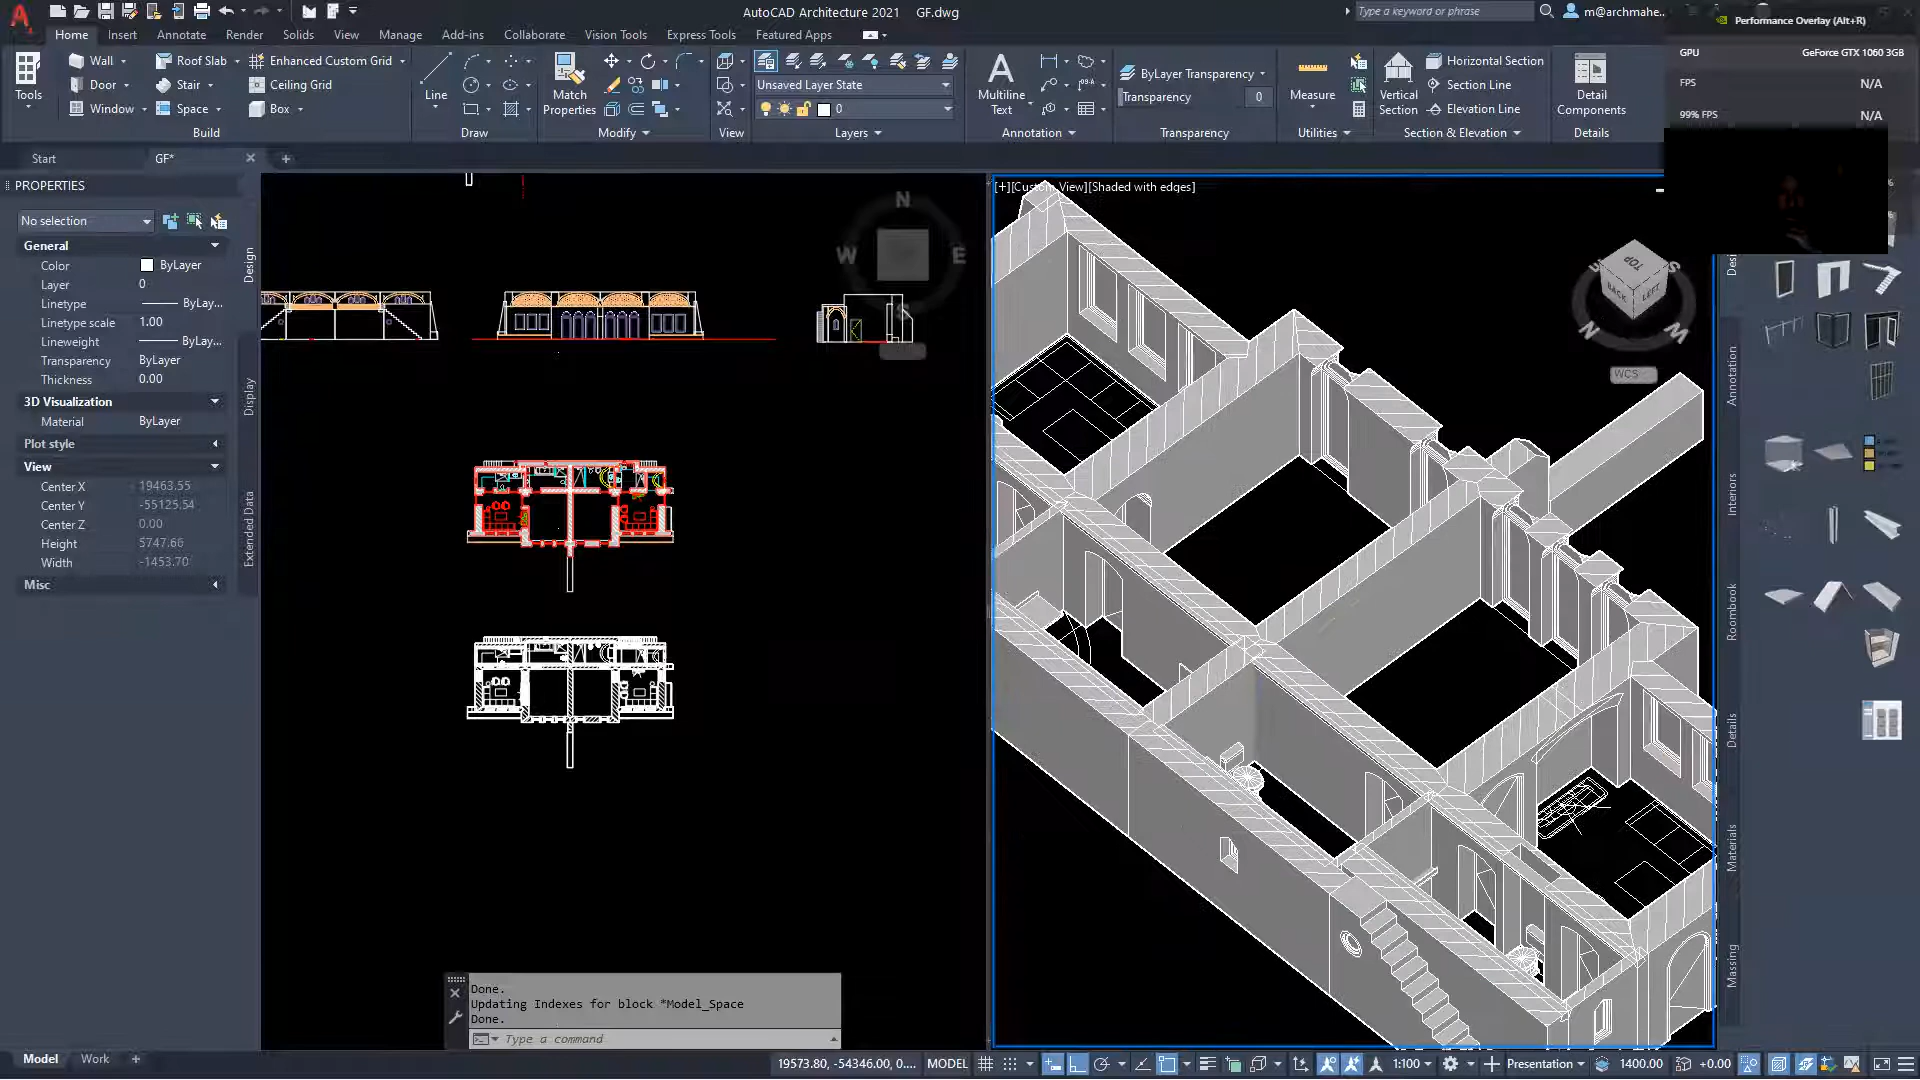 AutoCAD Architecture 2021 GF.dwg
Type a keyword or phrase
m@archmahe...
Performance Overlay (Alt+R)
Home Insert Annotate Render Solids View Manage Add-ins Collaborate Vision Tools Express Tools Featured Apps
GPU GeForce GTX 1060 3GB
FPS N/A
99% FPS N/A
Tools
Wall Roof Slab Enhanced Custom Grid
Door Stair Ceiling Grid
Window Space Box
Build
Line
Draw
Match Properties
Modify
View
Unsaved Layer State
0
Layers
Multiline Text
Annotation
ByLayer Transparency
Transparency 0
Transparency
Measure
Utilities
Vertical Section
Horizontal Section
Section Line
Elevation Line
Section & Elevation
Detail Components
Details
Start GF*
PROPERTIES
No selection
General
Color ByLayer
Layer 0
Linetype ByLay...
Linetype scale 1.00
Lineweight ByLay...
Transparency ByLayer
Thickness 0.00
3D Visualization
Material ByLayer
Plot style
View
Center X 19463.55
Center Y -55125.54
Center Z 0.00
Height 5747.66
Width -1453.70
Misc
Design
Display
Extended Data
N
W E
S
[+][Custom View][Shaded with edges]
TOP
BACK LEFT
S
N W
WCS
Annotation
Interiors
Roombook
Details
Materials
Massing
Done.
Updating Indexes for block *Model_Space
Done.
Type a command
Model Work
19573.80, -54346.00, 0.... MODEL 1:100 Presentation 1400.00 +0.00